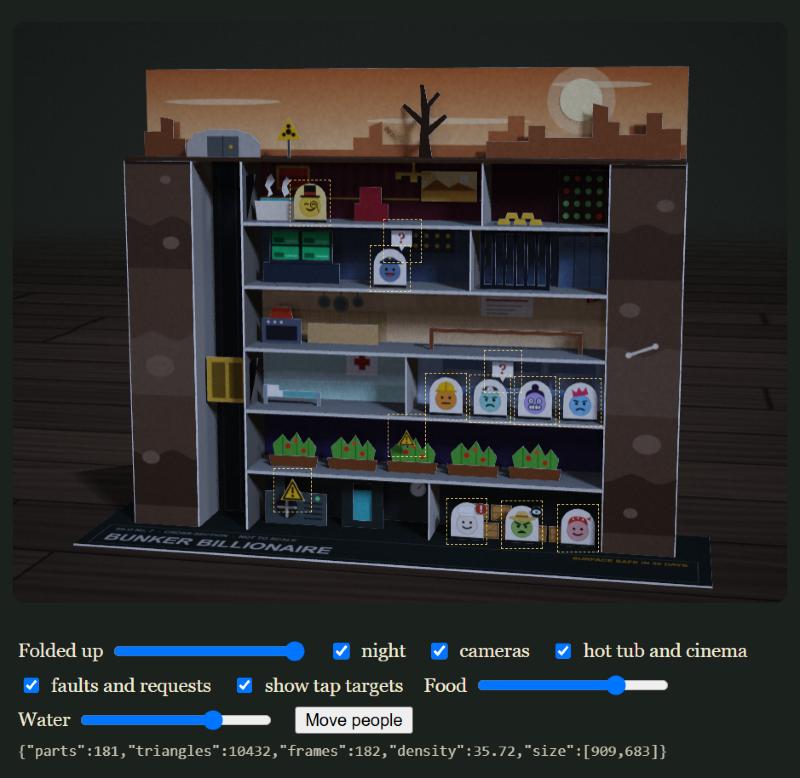 ?
?
BUNKER BILLIONAIRE
Folded up
night
cameras
hot tub and cinema
faults and requests
show tap targets
Food
Water
Move people
{"parts":181,"triangles":10432,"frames":182,"density":35.72,"size":[909,683]}